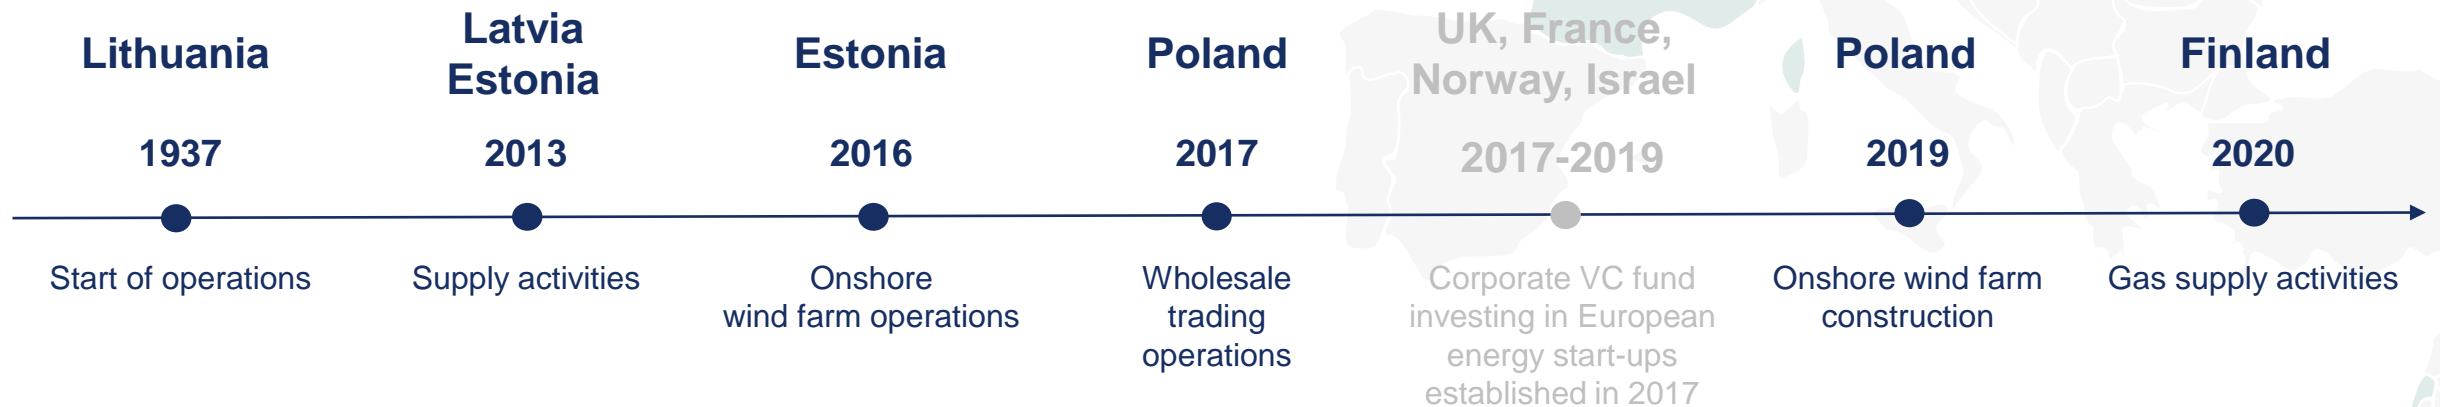 Lithuania
1937
Start of operations
Latvia
Estonia
2013
Supply activities
Estonia
2016
Onshore
wind farm operations
Poland
2017
Wholesale
trading
operations
UK, France,
Norway, Israel
2017-2019
Corporate VC fund
investing in European
energy start-ups
established in 2017
Poland
2019
Onshore wind farm
construction
Finland
2020
Gas supply activities